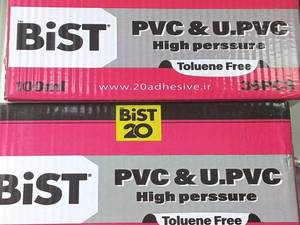 BiST®
PVC & U.PVC
High perssure
Toluene Free
100ml
www.20adhesive.ir
BiST
20
BiST®
PVC & U.PVC
High perssure
Toluene Free